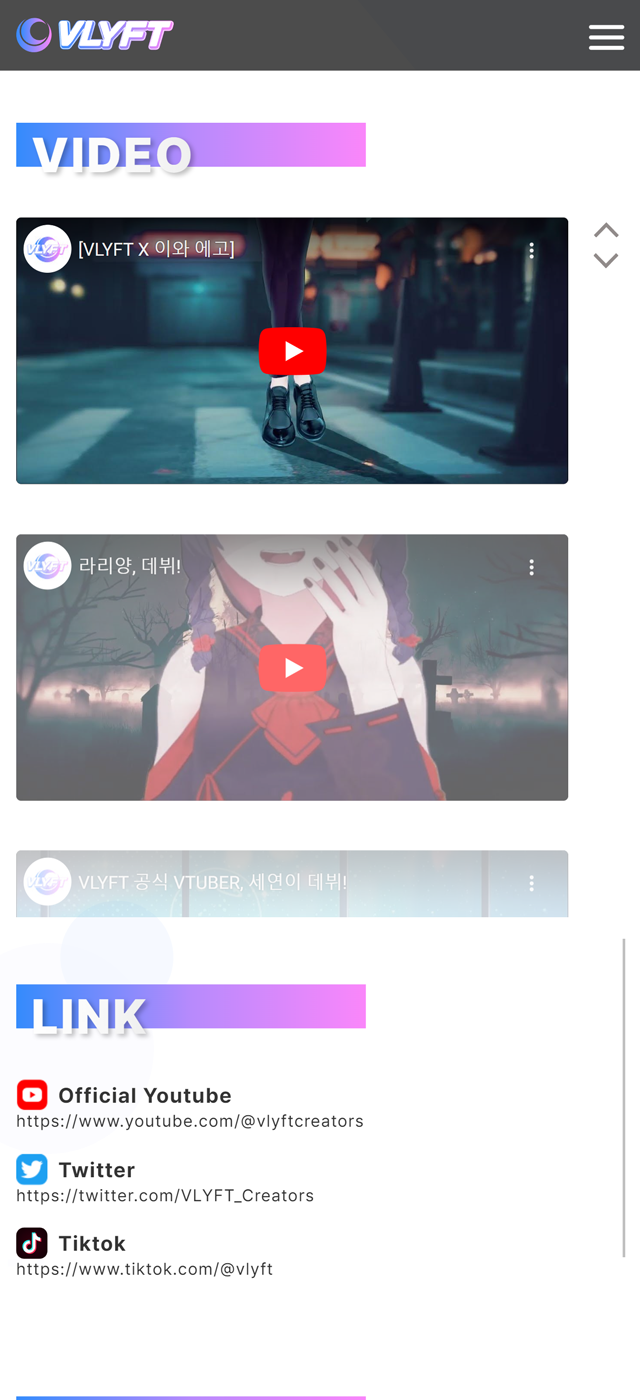 VLYFT
VIDEO
VLYFT [VLYFT X 이와 에고]
VLYFT 라리양, 데뷔!
VLYFT VLYFT 공식 VTUBER, 세연이 데뷔!
LINK
Official Youtube
https://www.youtube.com/@vlyftcreators
Twitter
https://twitter.com/VLYFT_Creators
Tiktok
https://www.tiktok.com/@vlyft